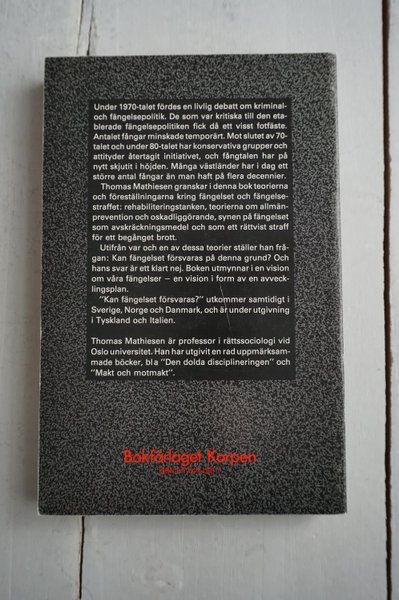 Under 1970-talet fördes en livlig debatt om kriminal-
och fängelsepolitik. De som var kritiska till den eta-
blerade fängelsepolitiken fick då ett visst fotfäste.
Antalet fångar minskade temporärt. Mot slutet av 70-
talet och under 80-talet har konservativa grupper och
attityder återtagit initiativet, och fångtalen har på
nytt skjutit i höjden. Många västländer har i dag ett
större antal fångar än man haft på flera decennier.
Thomas Mathiesen granskar i denna bok teorierna
och föreställningarna kring fängelse och fängelse-
straffet: rehabiliteringstanken, teorierna om allmän-
prevention och oskadliggörande, synen på fängelset
som avskräckningsmedel och som ett rättvist straff
för ett begånget brott.
Utifrån var och en av dessa teorier ställer han frå-
gan: Kan fängelset försvaras på denna grund? Och
hans svar är ett klart nej. Boken utmynnar i en vision
om våra fängelser – en vision i form av en avveck-
lingsplan.
"Kan fängelset försvaras?" utkommer samtidigt i
Sverige, Norge och Danmark, och är under utgivning
i Tyskland och Italien.
Thomas Mathiesen är professor i rättssociologi vid
Oslo universitet. Han har utgivit en rad uppmärksam-
made böcker, bl a "Den dolda disciplineringen" och
"Makt och motmakt".
Bokförlaget Korpen